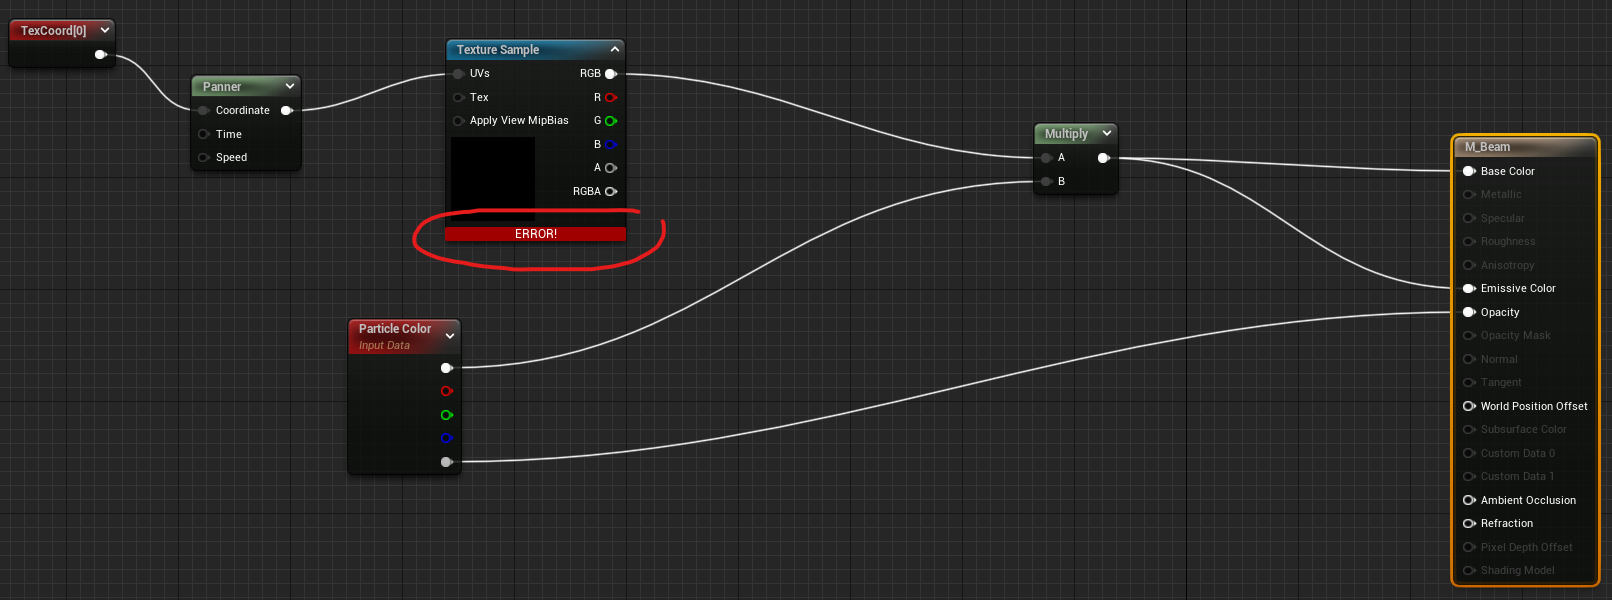 TexCoord[0]
Panner
Coordinate
Time
Speed
Texture Sample
UVs
RGB
Tex
R
Apply View MipBias
G
B
A
RGBA
ERROR!
Particle Color
Input Data
Multiply
A
B
M_Beam
Base Color
Metallic
Specular
Roughness
Anisotropy
Emissive Color
Opacity
Opacity Mask
Normal
Tangent
World Position Offset
Subsurface Color
Custom Data 0
Custom Data 1
Ambient Occlusion
Refraction
Pixel Depth Offset
Shading Model